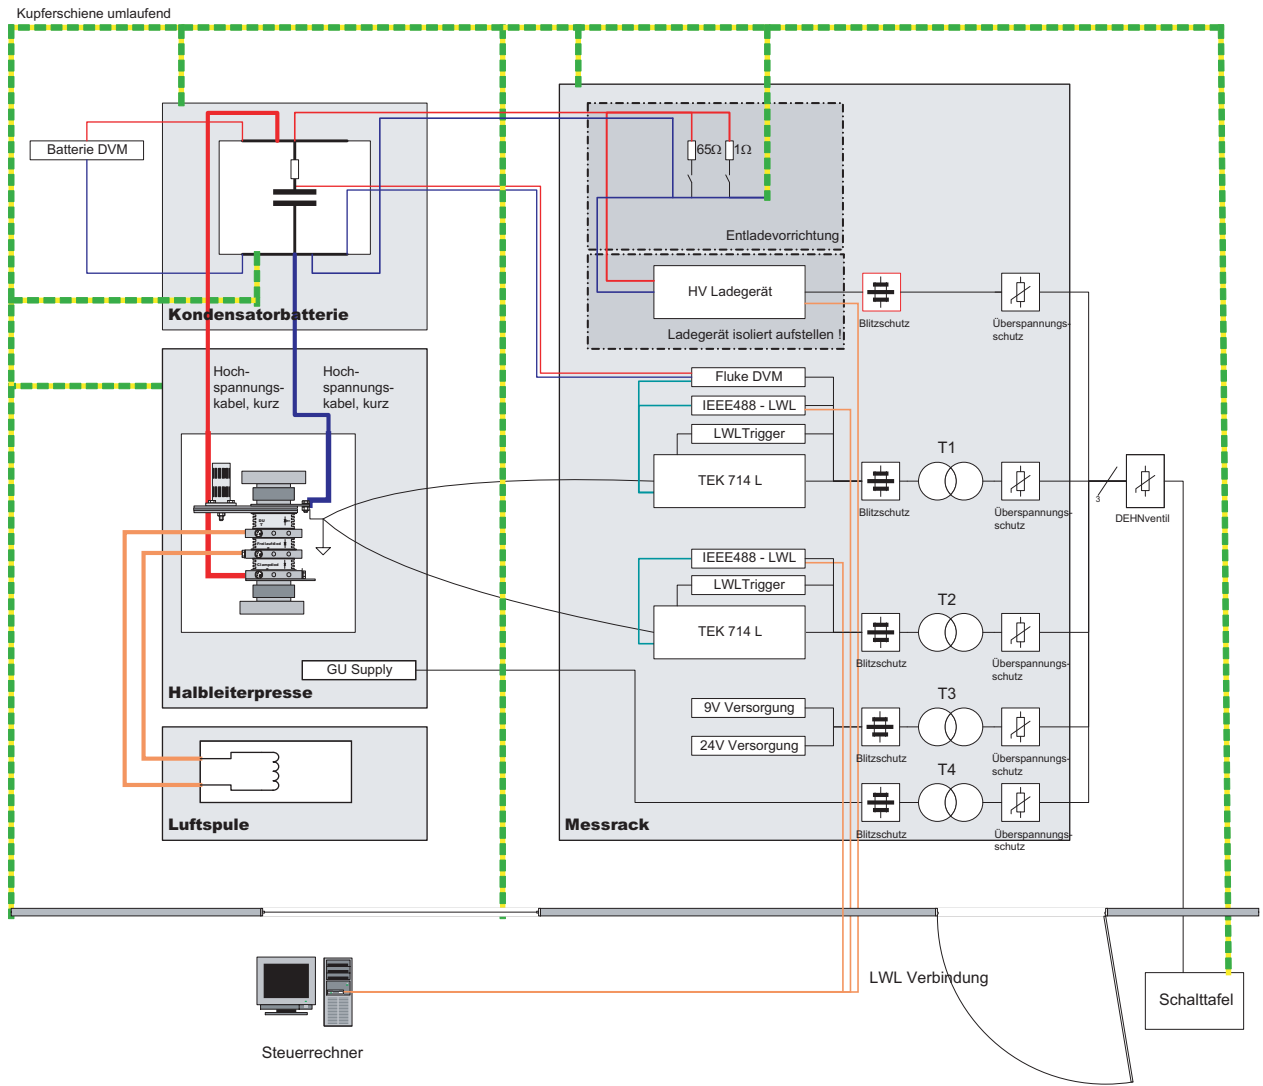 Kupferschiene umlaufend
Batterie DVM
65Ω
1Ω
Entladevorrichtung
HV Ladegerät
Ladegerät isoliert aufstellen !
Kondensatorbatterie
Blitzschutz
Überspannungs-
schutz
Hoch-
spannungs-
kabel, kurz
Hoch-
spannungs-
kabel, kurz
Fluke DVM
IEEE488 - LWL
LWLTrigger
TEK 714 L
T1
Blitzschutz
Überspannungs-
schutz
3
DEHNventil
IEEE488 - LWL
LWLTrigger
TEK 714 L
T2
Blitzschutz
Überspannungs-
schutz
GU Supply
Halbleiterpresse
9V Versorgung
24V Versorgung
T3
Blitzschutz
Überspannungs-
schutz
T4
Blitzschutz
Überspannungs-
schutz
Luftspule
Messrack
LWL Verbindung
Schalttafel
Steuerrechner